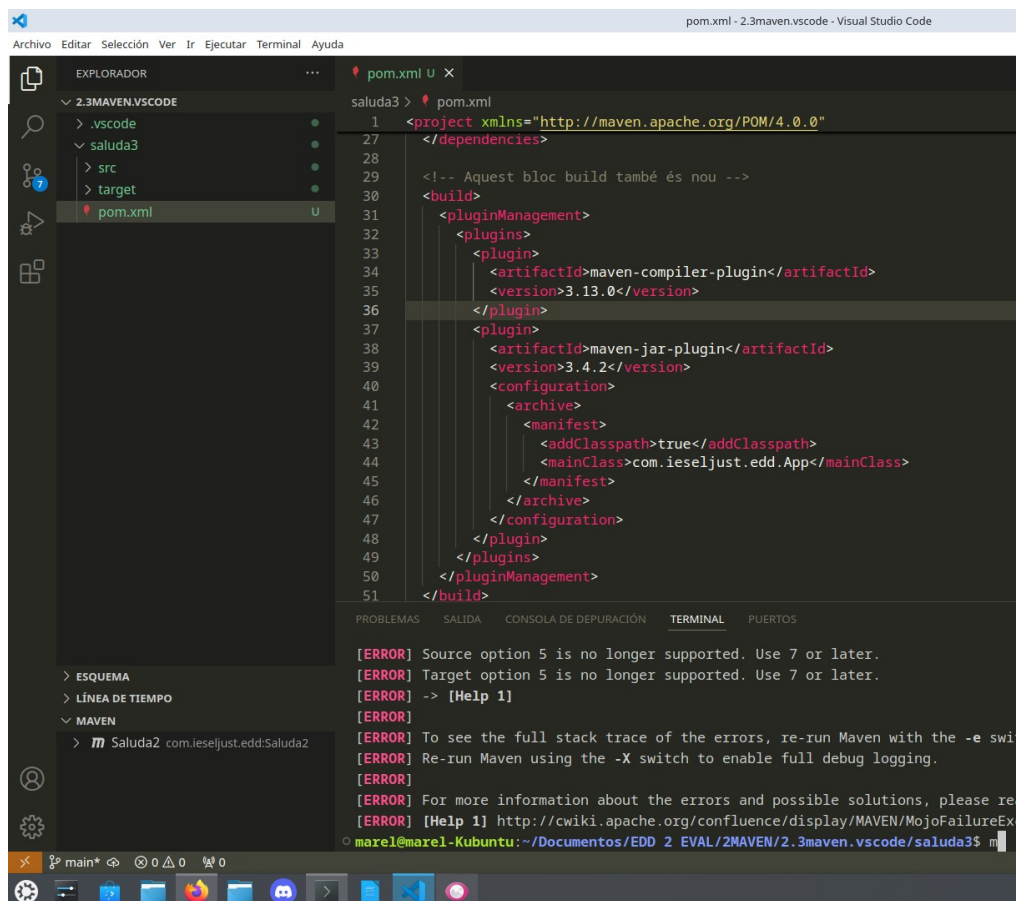 pom.xml - 2.3maven.vscode - Visual Studio Code
Archivo Editar Selección Ver Ir Ejecutar Terminal Ayuda
EXPLORADOR
2.3MAVEN.VSCODE
.vscode
saluda3
src
target
pom.xml U
7
pom.xml U
saluda3 > pom.xml
1 <project xmlns="http://maven.apache.org/POM/4.0.0"
27 </dependencies>
28
29 <!-- Aquest bloc build també és nou -->
30 <build>
31 <pluginManagement>
32 <plugins>
33 <plugin>
34 <artifactId>maven-compiler-plugin</artifactId>
35 <version>3.13.0</version>
36 </plugin>
37 <plugin>
38 <artifactId>maven-jar-plugin</artifactId>
39 <version>3.4.2</version>
40 <configuration>
41 <archive>
42 <manifest>
43 <addClasspath>true</addClasspath>
44 <mainClass>com.ieseljust.edd.App</mainClass>
45 </manifest>
46 </archive>
47 </configuration>
48 </plugin>
49 </plugins>
50 </pluginManagement>
51 </build>
ESQUEMA
LÍNEA DE TIEMPO
MAVEN
m Saluda2 com.ieseljust.edd:Saluda2
PROBLEMAS SALIDA CONSOLA DE DEPURACIÓN TERMINAL PUERTOS
[ERROR] Source option 5 is no longer supported. Use 7 or later.
[ERROR] Target option 5 is no longer supported. Use 7 or later.
[ERROR] -> [Help 1]
[ERROR]
[ERROR] To see the full stack trace of the errors, re-run Maven with the -e swi
[ERROR] Re-run Maven using the -X switch to enable full debug logging.
[ERROR]
[ERROR] For more information about the errors and possible solutions, please re
[ERROR] [Help 1] http://cwiki.apache.org/confluence/display/MAVEN/MojoFailureEx
marel@marel-Kubuntu:~/Documentos/EDD 2 EVAL/2MAVEN/2.3maven.vscode/saluda3$ m
main* 0 0 0